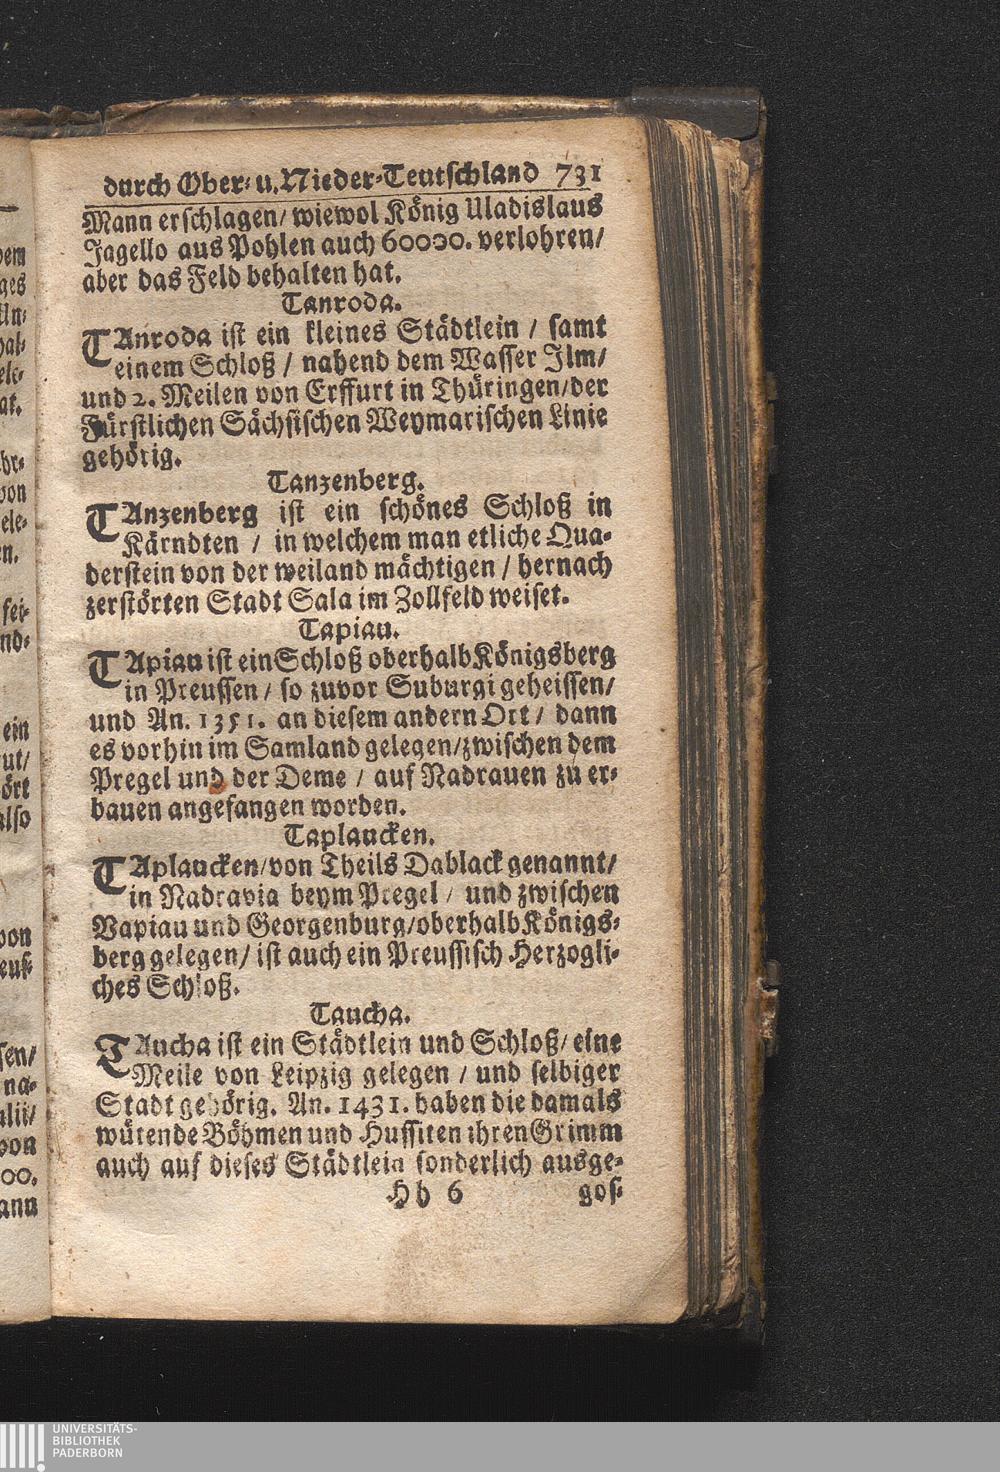 durch Ober- u. Nieder-Teutschland 731
Mann erschlagen / wiewol König Uladislaus
Jagello aus Pohlen auch 60000. verlohren /
aber das Feld behalten hat.
Tanroda.
TAnroda ist ein kleines Städtlein / samt
einem Schloß / nahend dem Wasser Ilm /
und 2. Meilen von Erffurt in Thüringen / der
Fürstlichen Sächsischen Weymarischen Linie
gehörig.
Tanzenberg.
TAnzenberg ist ein schönes Schloß in
Kärndten / in welchem man etliche Qua-
derstein von der weiland mächtigen / hernach
zerstörten Stadt Sala im Zollfeld weiset.
Tapiau.
TApiau ist ein Schloß oberhalb Königsberg
in Preussen / so zuvor Suburgi geheissen /
und An. 1351. an diesem andern Ort / dann
es vorhin im Samland gelegen / zwischen dem
Pregel und der Deme / auf Nadrauen zu er-
bauen angefangen worden.
Taplaucken.
TAplaucken / von Theils Dablack genannt /
in Nadravia beym Pregel / und zwischen
Vapiau und Georgenburg / oberhalb Königs-
berg gelegen / ist auch ein Preussisch Herzogli-
ches Schloß.
Taucha.
TAucha ist ein Städtlein und Schloß / eine
Meile von Leipzig gelegen / und selbiger
Stadt gehörig. An. 1431. haben die damals
wütende Böhmen und Hussiten ihren Grimm
auch auf dieses Städtlein sonderlich ausge-
Hh 6 gos-
UNIVERSITÄTS-
BIBLIOTHEK
PADERBORN